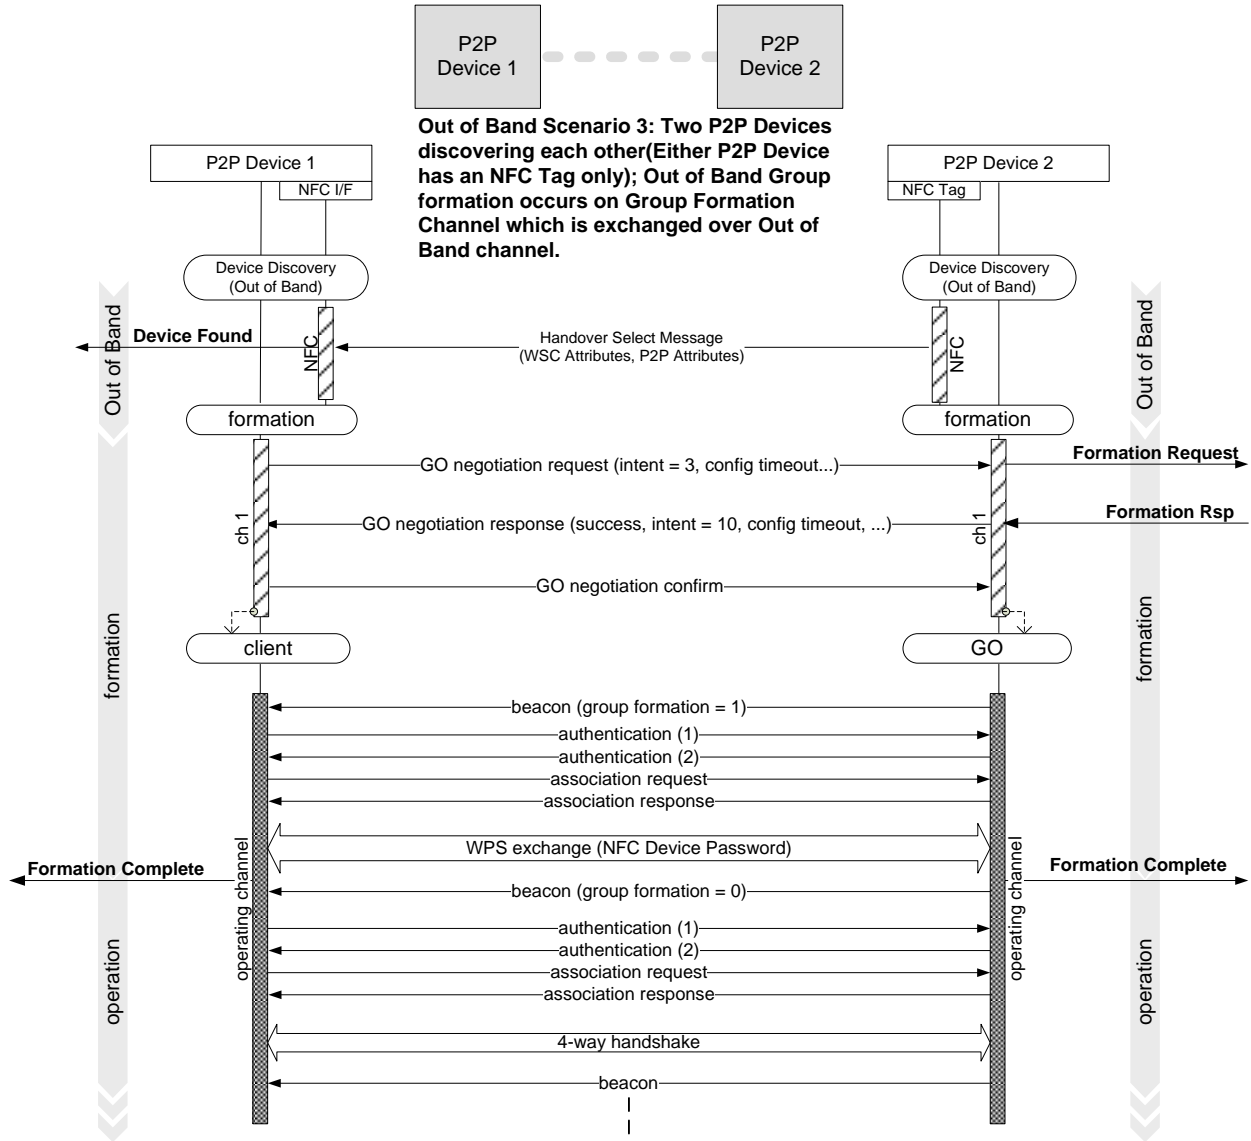 P2P
Device 1
P2P
Device 2
Out of Band Scenario 3: Two P2P Devices
discovering each other(Either P2P Device
has an NFC Tag only); Out of Band Group
formation occurs on Group Formation
Channel which is exchanged over Out of
Band channel.
P2P Device 1
NFC I/F
P2P Device 2
NFC Tag
Device Discovery
(Out of Band)
Device Discovery
(Out of Band)
Out of Band
Out of Band
Device Found
NFC
Handover Select Message
(WSC Attributes, P2P Attributes)
NFC
formation
formation
GO negotiation request (intent = 3, config timeout...)
Formation Request
ch 1
GO negotiation response (success, intent = 10, config timeout, ...)
ch 1
Formation Rsp
GO negotiation confirm
formation
formation
client
GO
beacon (group formation = 1)
authentication (1)
authentication (2)
association request
association response
WPS exchange (NFC Device Password)
Formation Complete
Formation Complete
operating channel
operating channel
beacon (group formation = 0)
authentication (1)
authentication (2)
association request
association response
operation
operation
4-way handshake
beacon